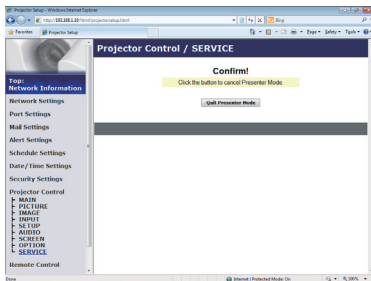 Projector Setup - Windows Internet Explorer
http://192.168.1.10/html/projectorsetup.html
Bing
Favorites
Projector Setup
Page
Safety
Tools
Top:
Network Information
Network Settings
Port Settings
Mail Settings
Alert Settings
Schedule Settings
Date/Time Settings
Security Settings
Projector Control
MAIN
PICTURE
IMAGE
INPUT
SETUP
AUDIO
SCREEN
OPTION
SERVICE
Remote Control
Projector Control / SERVICE
Confirm!
Click the button to cancel Presenter Mode.
Quit Presenter Mode
Done
Internet | Protected Mode: On
100%